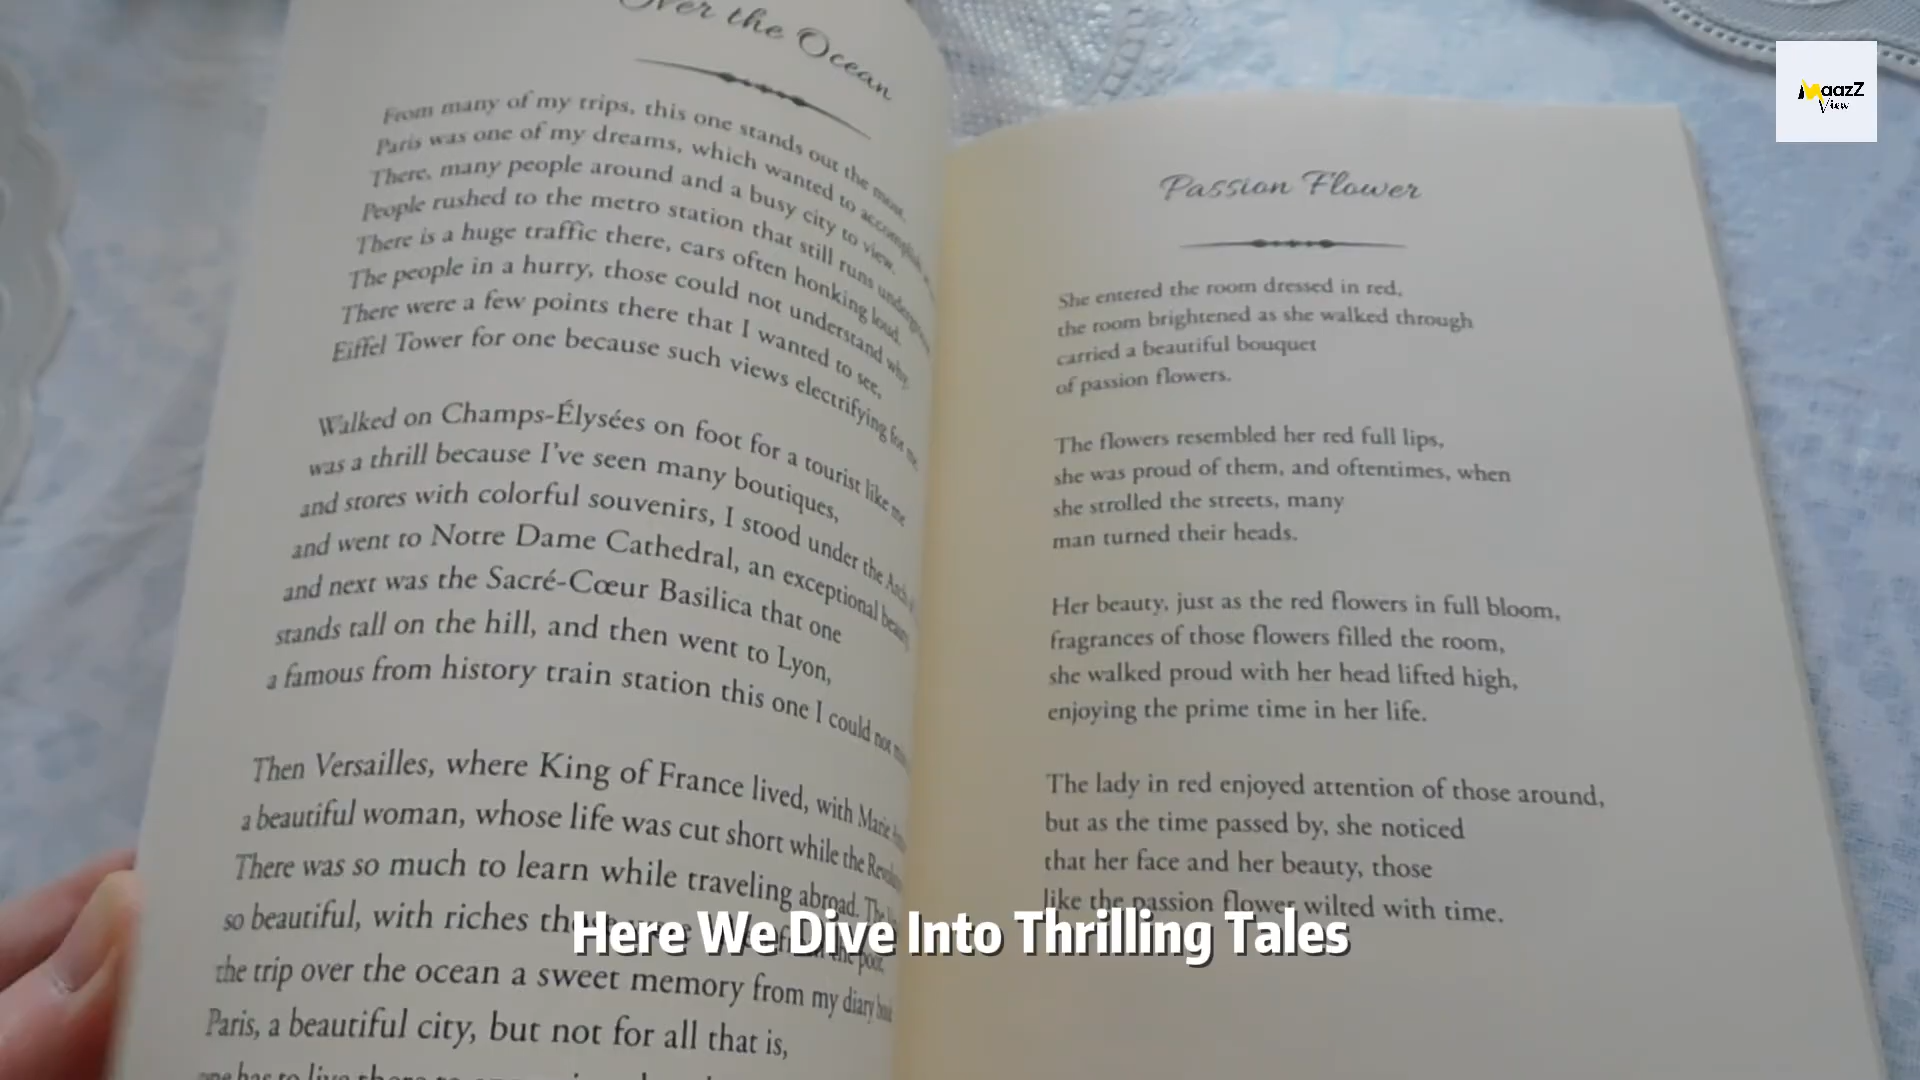 Over the Ocean
From many of my trips, this one stands out the most.
Paris was one of my dreams, which wanted to accomplish
There, many people around and a busy city to view.
People rushed to the metro station that still runs
There is a huge traffic there, cars often honking loud.
The people in a hurry, those could not understand why.
There were a few points there that I wanted to see,
Eiffel Tower for one because such views electrifying for me
Walked on Champs-Élysées on foot for a tourist like me
was a thrill because I've seen many boutiques,
and stores with colorful souvenirs, I stood under the
and went to Notre Dame Cathedral, an exceptional
and next was the Sacré-Cœur Basilica that one
stands tall on the hill, and then went to Lyon,
a famous from history train station this one I could not
Then Versailles, where King of France lived, with Marie
a beautiful woman, whose life was cut short while the
There was so much to learn while traveling abroad.
so beautiful, with riches the poor.
the trip over the ocean a sweet memory from my diary
Paris, a beautiful city, but not for all that is,
one has to live there to
Passion Flower
She entered the room dressed in red,
the room brightened as she walked through
carried a beautiful bouquet
of passion flowers.
The flowers resembled her red full lips,
she was proud of them, and oftentimes, when
she strolled the streets, many
man turned their heads.
Her beauty, just as the red flowers in full bloom,
fragrances of those flowers filled the room,
she walked proud with her head lifted high,
enjoying the prime time in her life.
The lady in red enjoyed attention of those around,
but as the time passed by, she noticed
that her face and her beauty, those
like the passion flower wilted with time.
Here We Dive Into Thrilling Tales
MaazZ
View